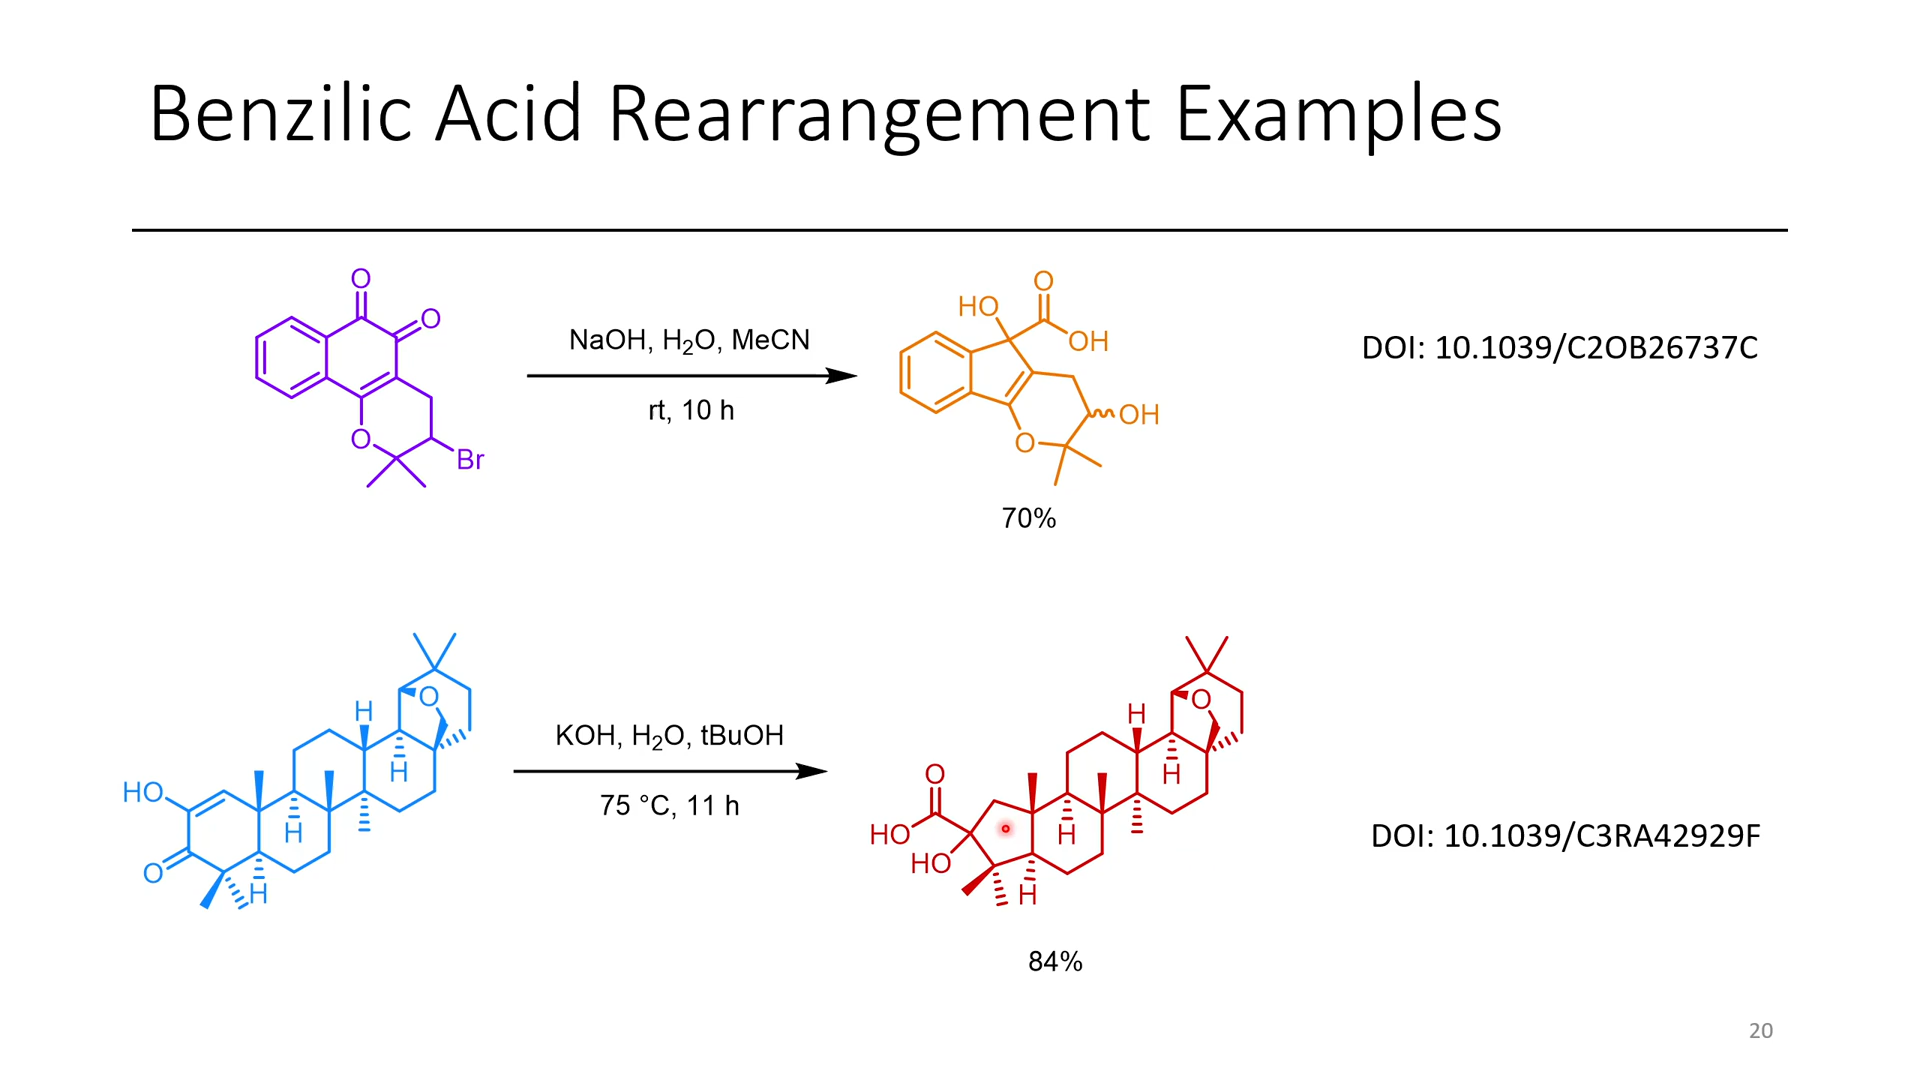 Benzilic Acid Rearrangement Examples
O
O
O
Br
NaOH, H₂O, MeCN
rt, 10 h
HO
O
OH
OH
O
70%
DOI: 10.1039/C2OB26737C
O
H
H
HO
H
O
H
KOH, H₂O, tBuOH
75 °C, 11 h
O
H
H
O
HO
H
HO
H
84%
DOI: 10.1039/C3RA42929F
20